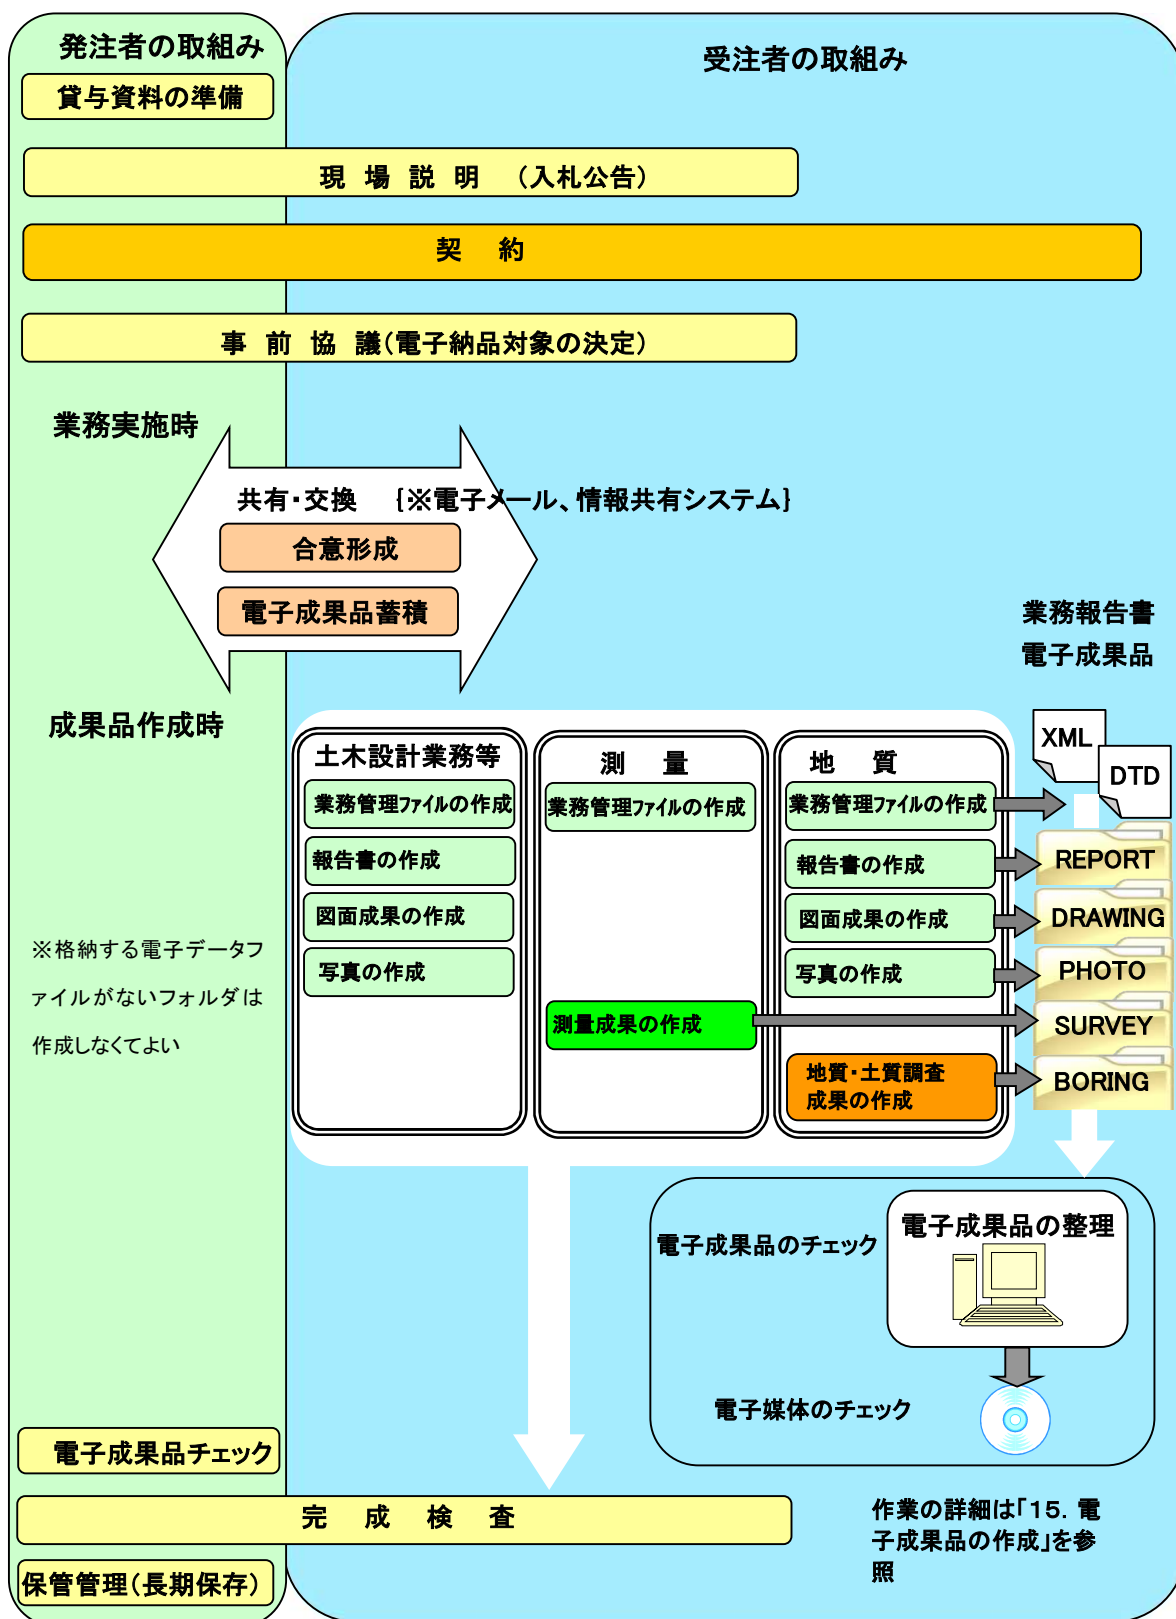 発注者の取組み
受注者の取組み
貸与資料の準備
現 場 説 明 (入札公告)
契 約
事 前 協 議(電子納品対象の決定)
業務実施時
共有・交換 {※電子メール、情報共有システム}
合意形成
電子成果品蓄積
業務報告書
電子成果品
成果品作成時
土木設計業務等
業務管理ファイルの作成
報告書の作成
図面成果の作成
写真の作成
測 量
業務管理ファイルの作成
測量成果の作成
地 質
業務管理ファイルの作成
報告書の作成
図面成果の作成
写真の作成
地質・土質調査
成果の作成
XML
DTD
REPORT
DRAWING
PHOTO
SURVEY
BORING
※格納する電子データフ
ァイルがないフォルダは
作成しなくてよい
電子成果品の整理
電子成果品のチェック
電子媒体のチェック
電子成果品チェック
完 成 検 査
作業の詳細は「15. 電
子成果品の作成」を参
照
保管管理(長期保存)